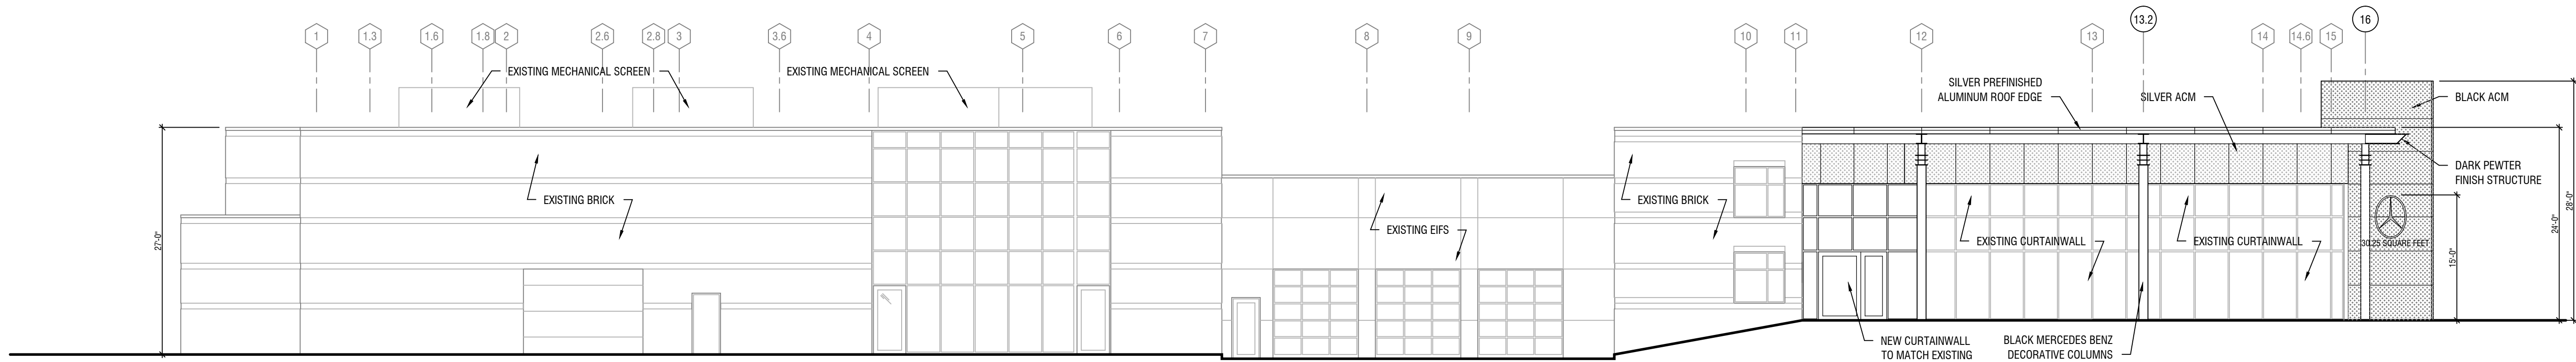 1
1.3
1.6
1.8
2
2.6
2.8
3
3.6
4
5
6
7
8
9
10
11
12
13
13.2
14
14.6
15
16
EXISTING MECHANICAL SCREEN
EXISTING MECHANICAL SCREEN
SILVER PREFINISHED
ALUMINUM ROOF EDGE
SILVER ACM
BLACK ACM
DARK PEWTER
FINISH STRUCTURE
EXISTING BRICK
EXISTING EIFS
EXISTING BRICK
EXISTING CURTAINWALL
EXISTING CURTAINWALL
30.25 SQUARE FEET
27'-0"
15'-0"
24'-0"
28'-0"
NEW CURTAINWALL
TO MATCH EXISTING
BLACK MERCEDES BENZ
DECORATIVE COLUMNS